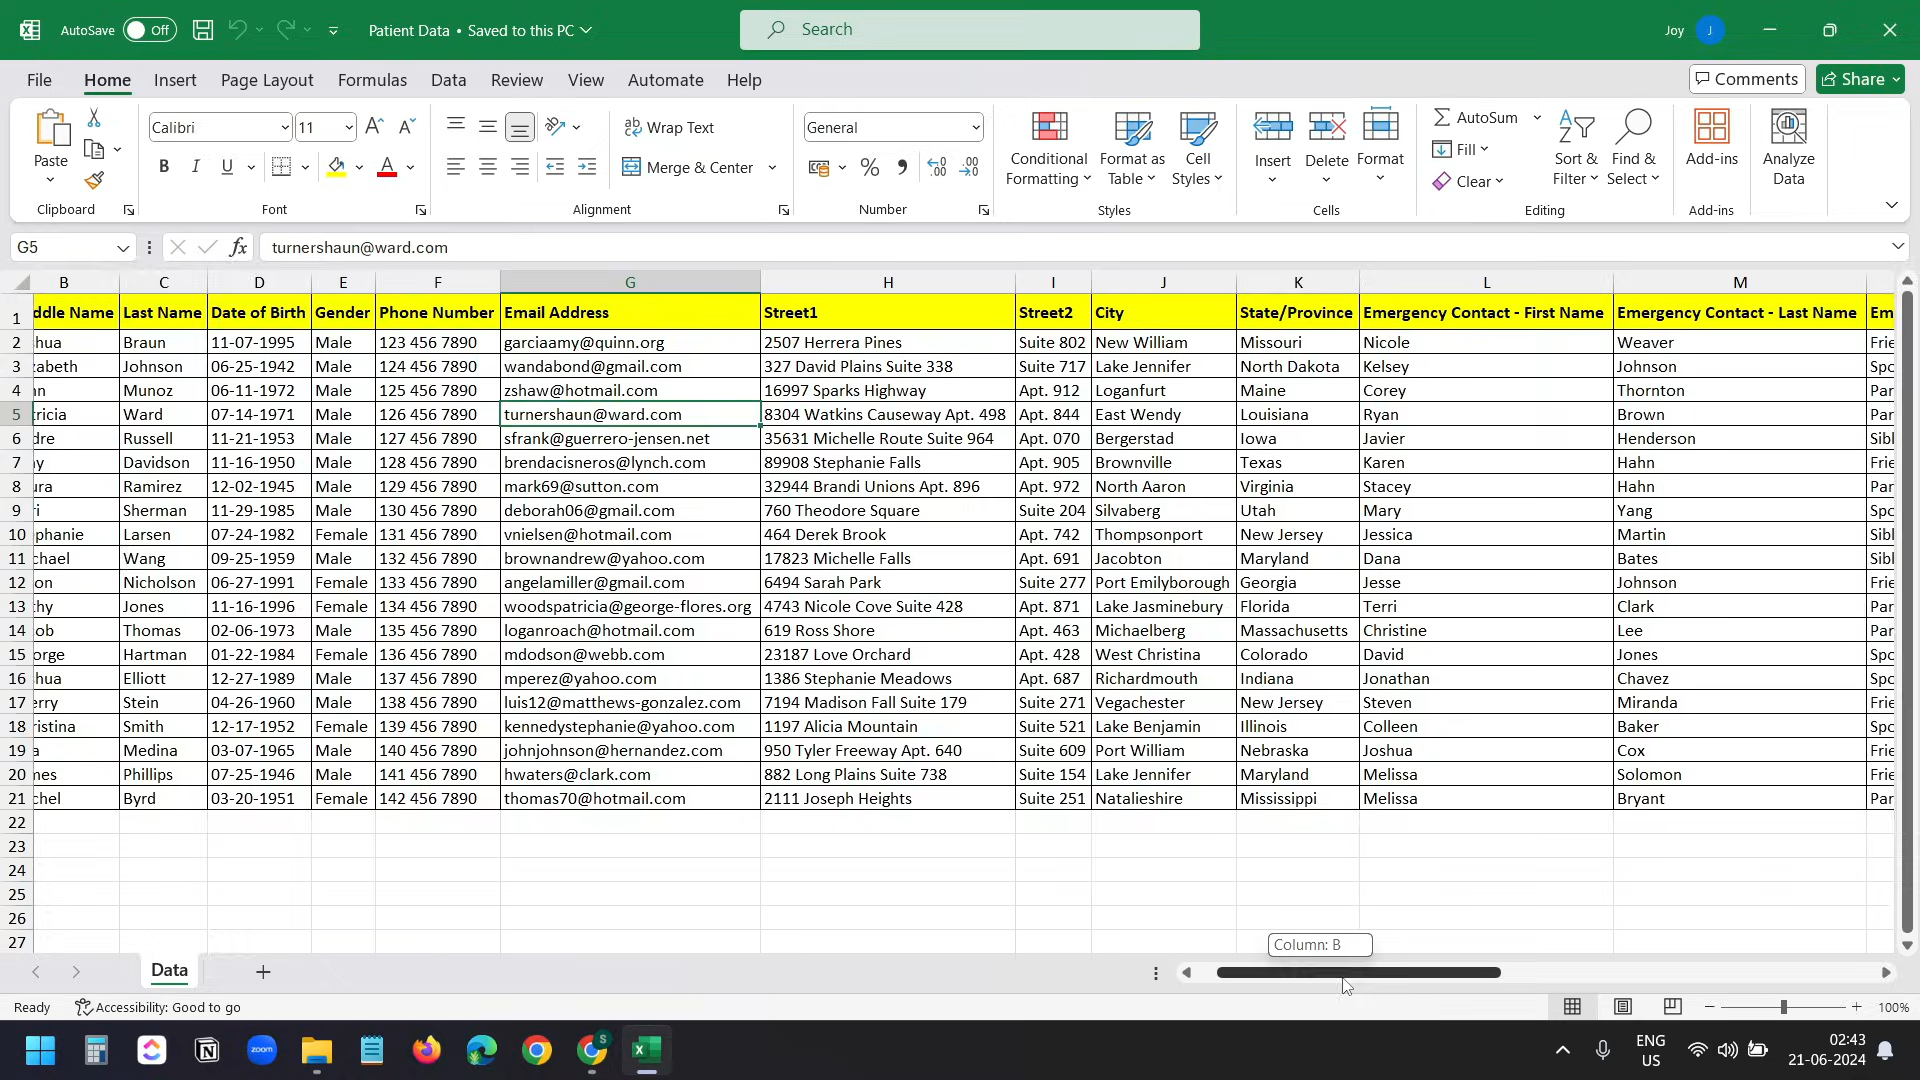 AutoSave Off Patient Data • Saved to this PC Search Joy J
File Home Insert Page Layout Formulas Data Review View Automate Help Comments Share
Paste Calibri 11 Wrap Text General Conditional Formatting Format as Table Cell Styles Insert Delete Format AutoSum Fill Clear Sort & Filter Find & Select Add-ins Analyze Data
B I U A Merge & Center
Clipboard Font Alignment Number Styles Cells Editing Add-ins
G5 fx turnershaun@ward.com
B C D E F G H I J K L M
1 ddle Name Last Name Date of Birth Gender Phone Number Email Address Street1 Street2 City State/Province Emergency Contact - First Name Emergency Contact - Last Name Em
2 hua Braun 11-07-1995 Male 123 456 7890 garciaamy@quinn.org 2507 Herrera Pines Suite 802 New William Missouri Nicole Weaver Frie
3 zabeth Johnson 06-25-1942 Male 124 456 7890 wandabond@gmail.com 327 David Plains Suite 338 Suite 717 Lake Jennifer North Dakota Kelsey Johnson Spo
4 nn Munoz 06-11-1972 Male 125 456 7890 zshaw@hotmail.com 16997 Sparks Highway Apt. 912 Loganfurt Maine Corey Thornton Par
5 tricia Ward 07-14-1971 Male 126 456 7890 turnershaun@ward.com 8304 Watkins Causeway Apt. 498 Apt. 844 East Wendy Louisiana Ryan Brown Par
6 dre Russell 11-21-1953 Male 127 456 7890 sfrank@guerrero-jensen.net 35631 Michelle Route Suite 964 Apt. 070 Bergerstad Iowa Javier Henderson Sibl
7 y Davidson 11-16-1950 Male 128 456 7890 brendacisneros@lynch.com 89908 Stephanie Falls Apt. 905 Brownville Texas Karen Hahn Frie
8 ura Ramirez 12-02-1945 Male 129 456 7890 mark69@sutton.com 32944 Brandi Unions Apt. 896 Apt. 972 North Aaron Virginia Stacey Hahn Par
9 i Sherman 11-29-1985 Male 130 456 7890 deborah06@gmail.com 760 Theodore Square Suite 204 Silvaberg Utah Mary Yang Spo
10 phanie Larsen 07-24-1982 Female 131 456 7890 vnielsen@hotmail.com 464 Derek Brook Apt. 742 Thompsonport New Jersey Jessica Martin Sibl
11 chael Wang 09-25-1959 Male 132 456 7890 brownandrew@yahoo.com 17823 Michelle Falls Apt. 691 Jacobton Maryland Dana Bates Sibl
12 on Nicholson 06-27-1991 Female 133 456 7890 angelamiller@gmail.com 6494 Sarah Park Suite 277 Port Emilyborough Georgia Jesse Johnson Frie
13 thy Jones 11-16-1996 Female 134 456 7890 woodspatricia@george-flores.org 4743 Nicole Cove Suite 428 Apt. 871 Lake Jasminebury Florida Terri Clark Par
14 ob Thomas 02-06-1973 Male 135 456 7890 loganroach@hotmail.com 619 Ross Shore Apt. 463 Michaelberg Massachusetts Christine Lee Par
15 orge Hartman 01-22-1984 Female 136 456 7890 mdodson@webb.com 23187 Love Orchard Apt. 428 West Christina Colorado David Jones Spo
16 hua Elliott 12-27-1989 Male 137 456 7890 mperez@yahoo.com 1386 Stephanie Meadows Apt. 687 Richardmouth Indiana Jonathan Chavez Spo
17 erry Stein 04-26-1960 Male 138 456 7890 luis12@matthews-gonzalez.com 7194 Madison Fall Suite 179 Suite 271 Vegachester New Jersey Steven Miranda Frie
18 ristina Smith 12-17-1952 Female 139 456 7890 kennedystephanie@yahoo.com 1197 Alicia Mountain Suite 521 Lake Benjamin Illinois Colleen Baker Spo
19 a Medina 03-07-1965 Male 140 456 7890 johnjohnson@hernandez.com 950 Tyler Freeway Apt. 640 Suite 609 Port William Nebraska Joshua Cox Frie
20 mes Phillips 07-25-1946 Male 141 456 7890 hwaters@clark.com 882 Long Plains Suite 738 Suite 154 Lake Jennifer Maryland Melissa Solomon Frie
21 chel Byrd 03-20-1951 Female 142 456 7890 thomas70@hotmail.com 2111 Joseph Heights Suite 251 Natalieshire Mississippi Melissa Bryant Par
22
23
24
25
26
27
Column: B
Data
Ready Accessibility: Good to go 100%
zoom S ENG 02:43
US 21-06-2024